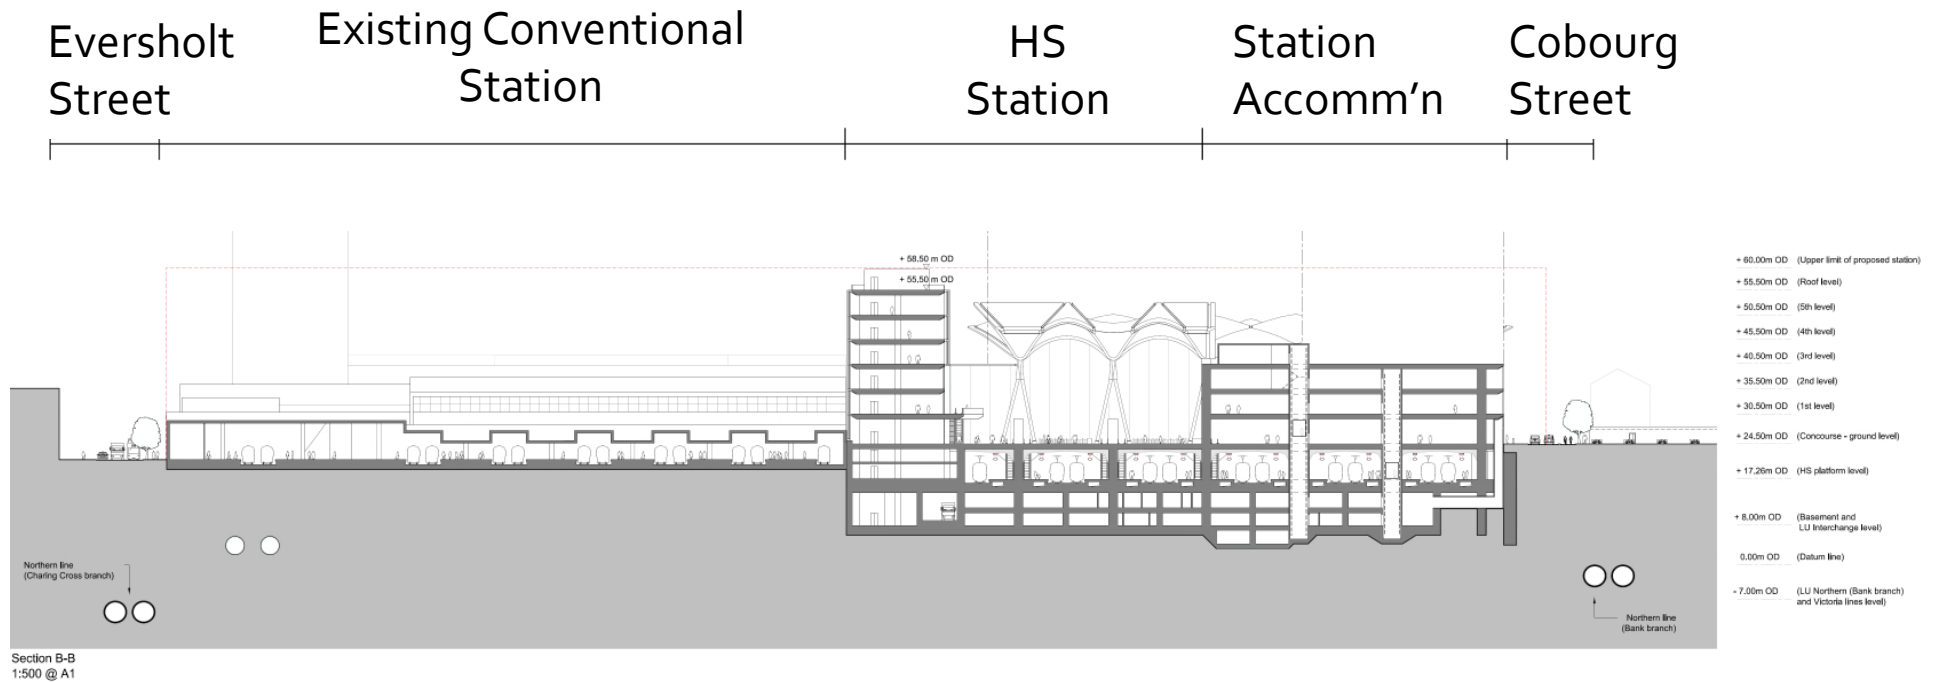 Eversholt
Street
Existing Conventional
Station
HS
Station
Station
Accomm'n
Cobourg
Street
+ 58.50 m OD
+ 55.50 m OD
+ 60.00m OD (Upper limit of proposed station)
+ 55.50m OD (Roof level)
+ 50.50m OD (5th level)
+ 45.50m OD (4th level)
+ 40.50m OD (3rd level)
+ 35.50m OD (2nd level)
+ 30.50m OD (1st level)
+ 24.50m OD (Concourse - ground level)
+ 17.26m OD (HS platform level)
+ 8.00m OD (Basement and
LU Interchange level)
0.00m OD (Datum line)
- 7.00m OD (LU Northern (Bank branch)
and Victoria lines level)
Northern line
(Charing Cross branch)
Northern line
(Bank branch)
Section B-B
1:500 @ A1